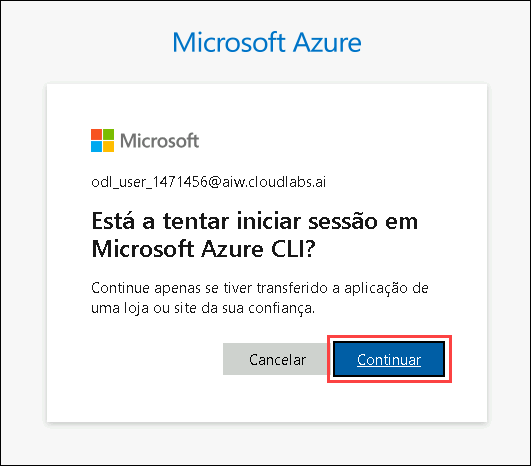 Microsoft Azure
Microsoft
odl_user_1471456@aiw.cloudlabs.ai
Está a tentar iniciar sessão em
Microsoft Azure CLI?
Continue apenas se tiver transferido a aplicação de
uma loja ou site da sua confiança.
Cancelar
Continuar